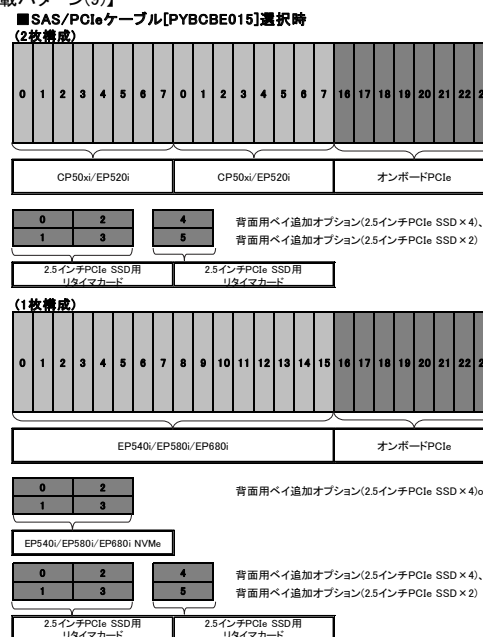 載パターン(9)】
■SAS/PCIeケーブル[PYBCBE015]選択時
(2枚構成)
0 1 2 3 4 5 6 7 0 1 2 3 4 5 6 7 16 17 18 19 20 21 22
CP50xi/EP520i CP50xi/EP520i オンボードPCIe
0 2 4 背面用ベイ追加オプション(2.5インチPCIe SSD×4)、
1 3 5 背面用ベイ追加オプション(2.5インチPCIe SSD×2)
2.5インチPCIe SSD用 2.5インチPCIe SSD用
リタイマカード リタイマカード
(1枚構成)
0 1 2 3 4 5 6 7 8 9 10 11 12 13 14 15 16 17 18 19 20 21 22
EP540i/EP580i/EP680i オンボードPCIe
0 2 背面用ベイ追加オプション(2.5インチPCIe SSD×4)o
1 3
EP540i/EP580i/EP680i NVMe
0 2 4 背面用ベイ追加オプション(2.5インチPCIe SSD×4)、
1 3 5 背面用ベイ追加オプション(2.5インチPCIe SSD×2)
2.5インチPCIe SSD用 2.5インチPCIe SSD用
リタイマカード リタイマカード